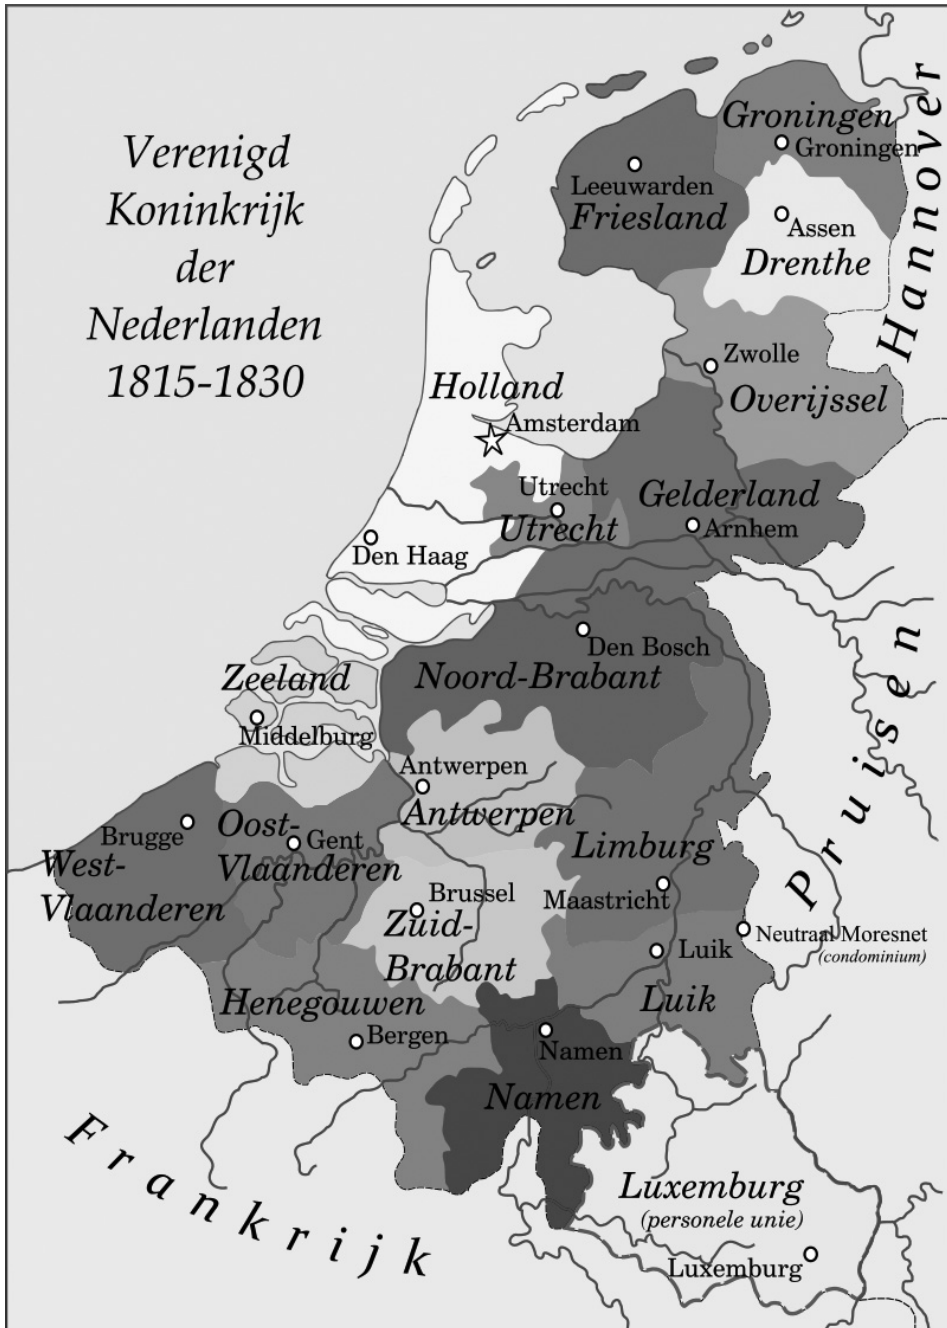 Verenigd
Koninkrijk
der
Nederlanden
1815-1830
Groningen
Groningen
Leeuwarden
Friesland
Assen
Drenthe
Hannover
Zwolle
Overijssel
Holland
Amsterdam
Utrecht
Utrecht
Gelderland
Arnhem
Den Haag
Den Bosch
Noord-Brabant
Zeeland
Middelburg
Pruisen
Antwerpen
Antwerpen
Brugge
West-
Vlaanderen
Oost-
Gent
Vlaanderen
Limburg
Maastricht
Brussel
Zuid-
Brabant
Neutraal Moresnet
(condominium)
Luik
Luik
Henegouwen
Bergen
Namen
Namen
Frankrijk
Luxemburg
(personele unie)
Luxemburg